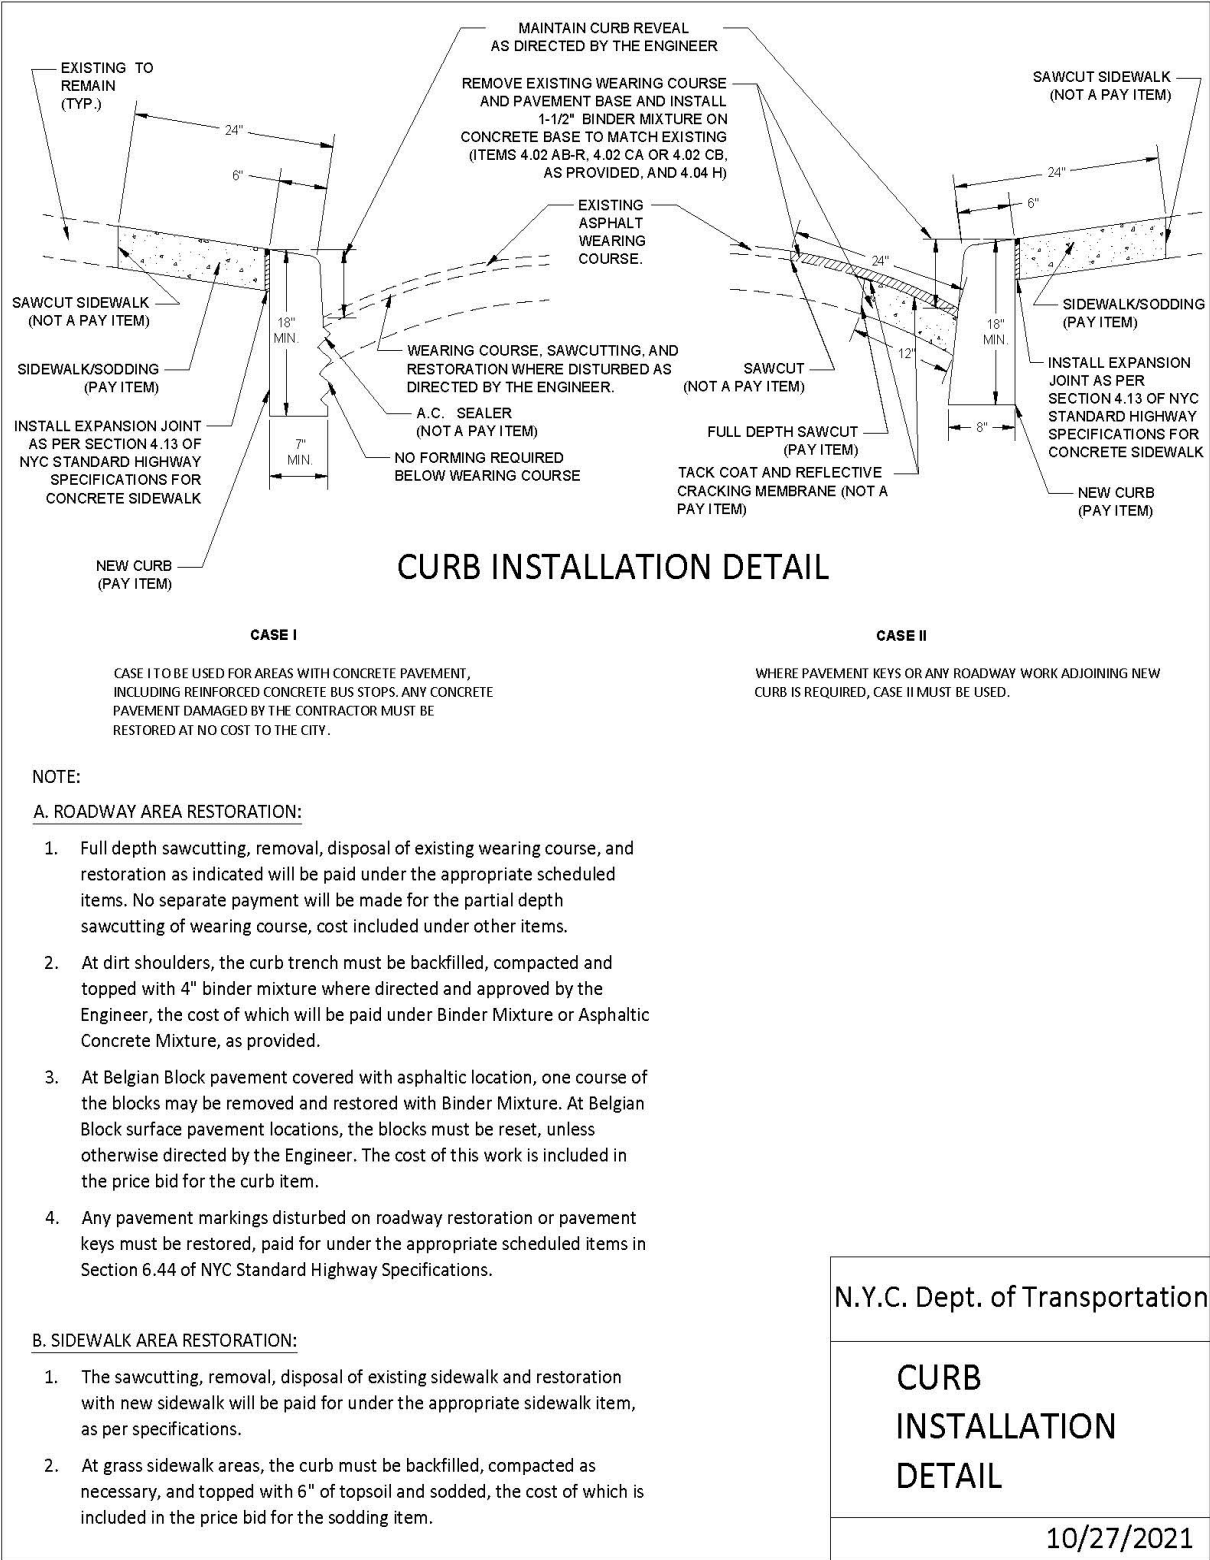 MAINTAIN CURB REVEAL
AS DIRECTED BY THE ENGINEER
EXISTING TO
REMAIN
(TYP.)
24"
6"
REMOVE EXISTING WEARING COURSE
AND PAVEMENT BASE AND INSTALL
1-1/2" BINDER MIXTURE ON
CONCRETE BASE TO MATCH EXISTING
(ITEMS 4.02 AB-R, 4.02 CA OR 4.02 CB,
AS PROVIDED, AND 4.04 H)
SAWCUT SIDEWALK
(NOT A PAY ITEM)
24"
6"
EXISTING
ASPHALT
WEARING
COURSE.
24"
SAWCUT SIDEWALK
(NOT A PAY ITEM)
SIDEWALK/SODDING
(PAY ITEM)
INSTALL EXPANSION JOINT
AS PER SECTION 4.13 OF
NYC STANDARD HIGHWAY
SPECIFICATIONS FOR
CONCRETE SIDEWALK
NEW CURB
(PAY ITEM)
18"
MIN.
7"
MIN.
WEARING COURSE, SAWCUTTING, AND
RESTORATION WHERE DISTURBED AS
DIRECTED BY THE ENGINEER.
A.C. SEALER
(NOT A PAY ITEM)
NO FORMING REQUIRED
BELOW WEARING COURSE
SAWCUT
(NOT A PAY ITEM)
FULL DEPTH SAWCUT
(PAY ITEM)
TACK COAT AND REFLECTIVE
CRACKING MEMBRANE (NOT A
PAY ITEM)
12"
18"
MIN.
8"
SIDEWALK/SODDING
(PAY ITEM)
INSTALL EXPANSION
JOINT AS PER
SECTION 4.13 OF NYC
STANDARD HIGHWAY
SPECIFICATIONS FOR
CONCRETE SIDEWALK
NEW CURB
(PAY ITEM)
CURB INSTALLATION DETAIL
CASE I
CASE I TO BE USED FOR AREAS WITH CONCRETE PAVEMENT,
INCLUDING REINFORCED CONCRETE BUS STOPS. ANY CONCRETE
PAVEMENT DAMAGED BY THE CONTRACTOR MUST BE
RESTORED AT NO COST TO THE CITY.
CASE II
WHERE PAVEMENT KEYS OR ANY ROADWAY WORK ADJOINING NEW
CURB IS REQUIRED, CASE II MUST BE USED.
NOTE:
A. ROADWAY AREA RESTORATION:
1. Full depth sawcutting, removal, disposal of existing wearing course, and
restoration as indicated will be paid under the appropriate scheduled
items. No separate payment will be made for the partial depth
sawcutting of wearing course, cost included under other items.
2. At dirt shoulders, the curb trench must be backfilled, compacted and
topped with 4" binder mixture where directed and approved by the
Engineer, the cost of which will be paid under Binder Mixture or Asphaltic
Concrete Mixture, as provided.
3. At Belgian Block pavement covered with asphaltic location, one course of
the blocks may be removed and restored with Binder Mixture. At Belgian
Block surface pavement locations, the blocks must be reset, unless
otherwise directed by the Engineer. The cost of this work is included in
the price bid for the curb item.
4. Any pavement markings disturbed on roadway restoration or pavement
keys must be restored, paid for under the appropriate scheduled items in
Section 6.44 of NYC Standard Highway Specifications.
B. SIDEWALK AREA RESTORATION:
1. The sawcutting, removal, disposal of existing sidewalk and restoration
with new sidewalk will be paid for under the appropriate sidewalk item,
as per specifications.
2. At grass sidewalk areas, the curb must be backfilled, compacted as
necessary, and topped with 6" of topsoil and sodded, the cost of which is
included in the price bid for the sodding item.
N.Y.C. Dept. of Transportation
CURB
INSTALLATION
DETAIL
10/27/2021